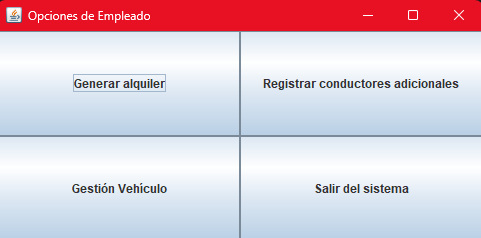 Opciones de Empleado
Generar alquiler
Registrar conductores adicionales
Gestión Vehículo
Salir del sistema